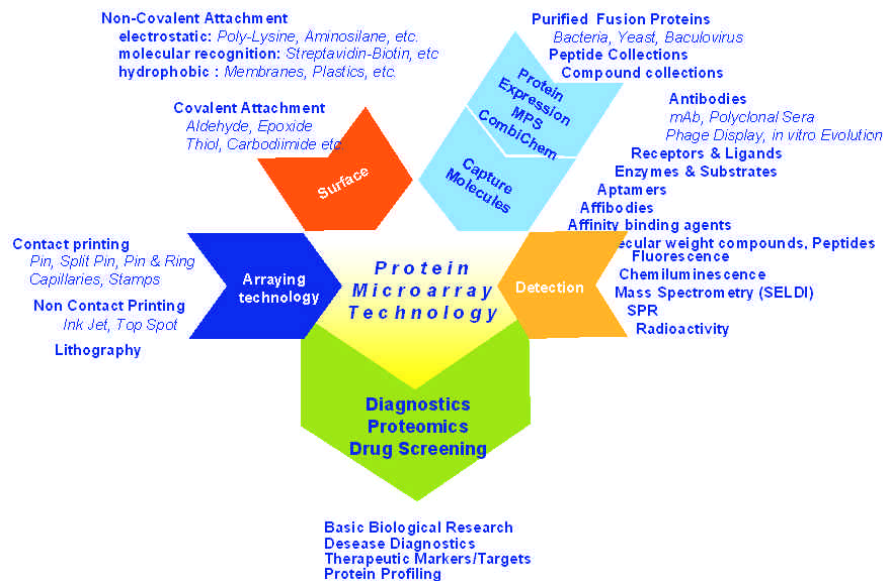 Non-Covalent Attachment
electrostatic: Poly-Lysine, Aminosilane, etc.
molecular recognition: Streptavidin-Biotin, etc
hydrophobic : Membranes, Plastics, etc.
Covalent Attachment
Aldehyde, Epoxide
Thiol, Carbodiimide etc.
Surface
Purified Fusion Proteins
Bacteria, Yeast, Baculovirus
Peptide Collections
Compound collections
Protein
Expression
MPS
CombiChem
Capture
Molecules
Antibodies
mAb, Polyclonal Sera
Phage Display, in vitro Evolution
Receptors & Ligands
Enzymes & Substrates
Aptamers
Affibodies
Affinity binding agents
weight compounds, Peptides
Contact printing
Pin, Split Pin, Pin & Ring
Capillaries, Stamps
Non Contact Printing
Ink Jet, Top Spot
Lithography
Arraying
technology
Protein
Microarray
Technology
Detection
Fluorescence
Chemiluminescence
Mass Spectrometry (SELDI)
SPR
Radioactivity
Diagnostics
Proteomics
Drug Screening
Basic Biological Research
Desease Diagnostics
Therapeutic Markers/Targets
Protein Profiling